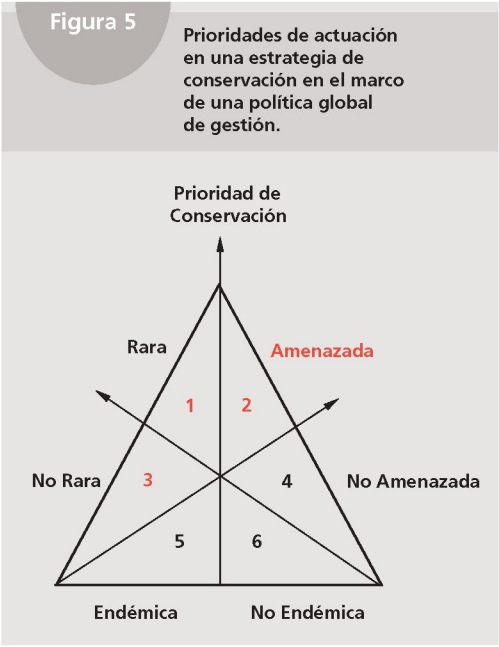 Figura 5
Prioridades de actuación
en una estrategia de
conservación en el marco
de una política global
de gestión.
Prioridad de
Conservación
Rara
Amenazada
1
2
No Rara
3
4
No Amenazada
5
6
Endémica
No Endémica